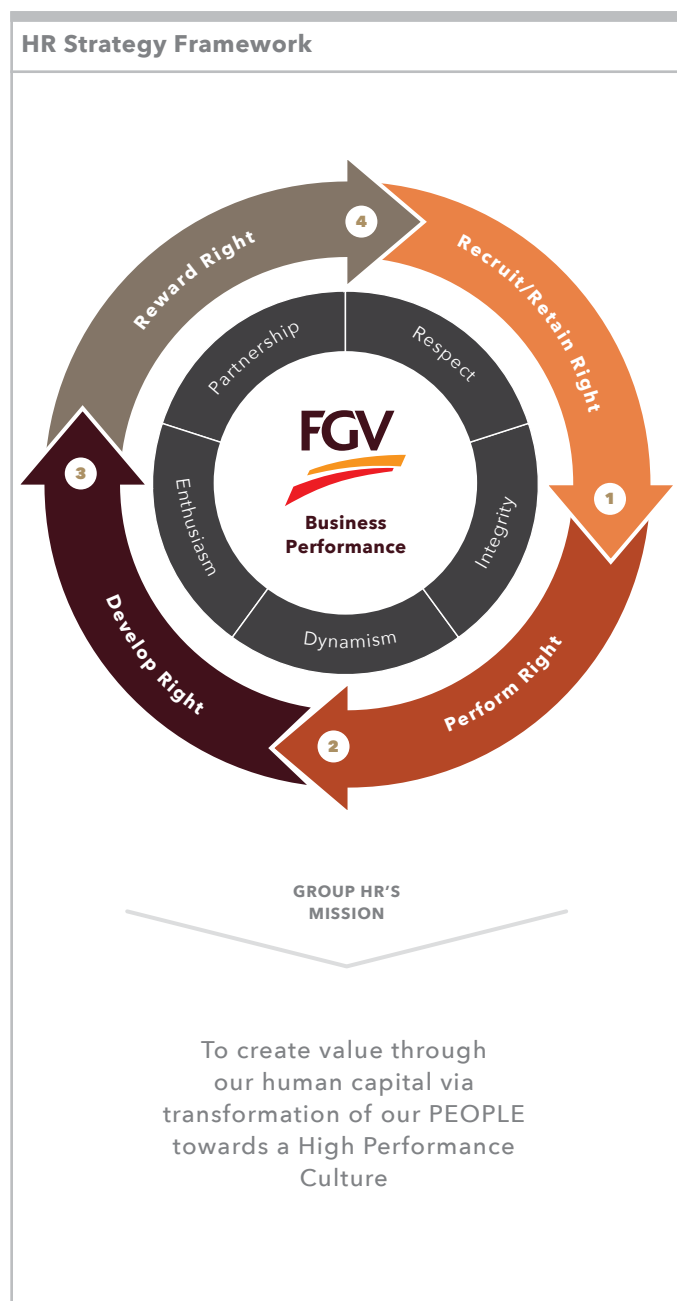 HR Strategy Framework
4
Reward Right
Recruit/Retain Right
1
Partnership
Respect
FGV
Business
Performance
3
Enthusiasm
Integrity
Dynamism
Develop Right
Perform Right
2
GROUP HR'S
MISSION
To create value through
our human capital via
transformation of our PEOPLE
towards a High Performance
Culture